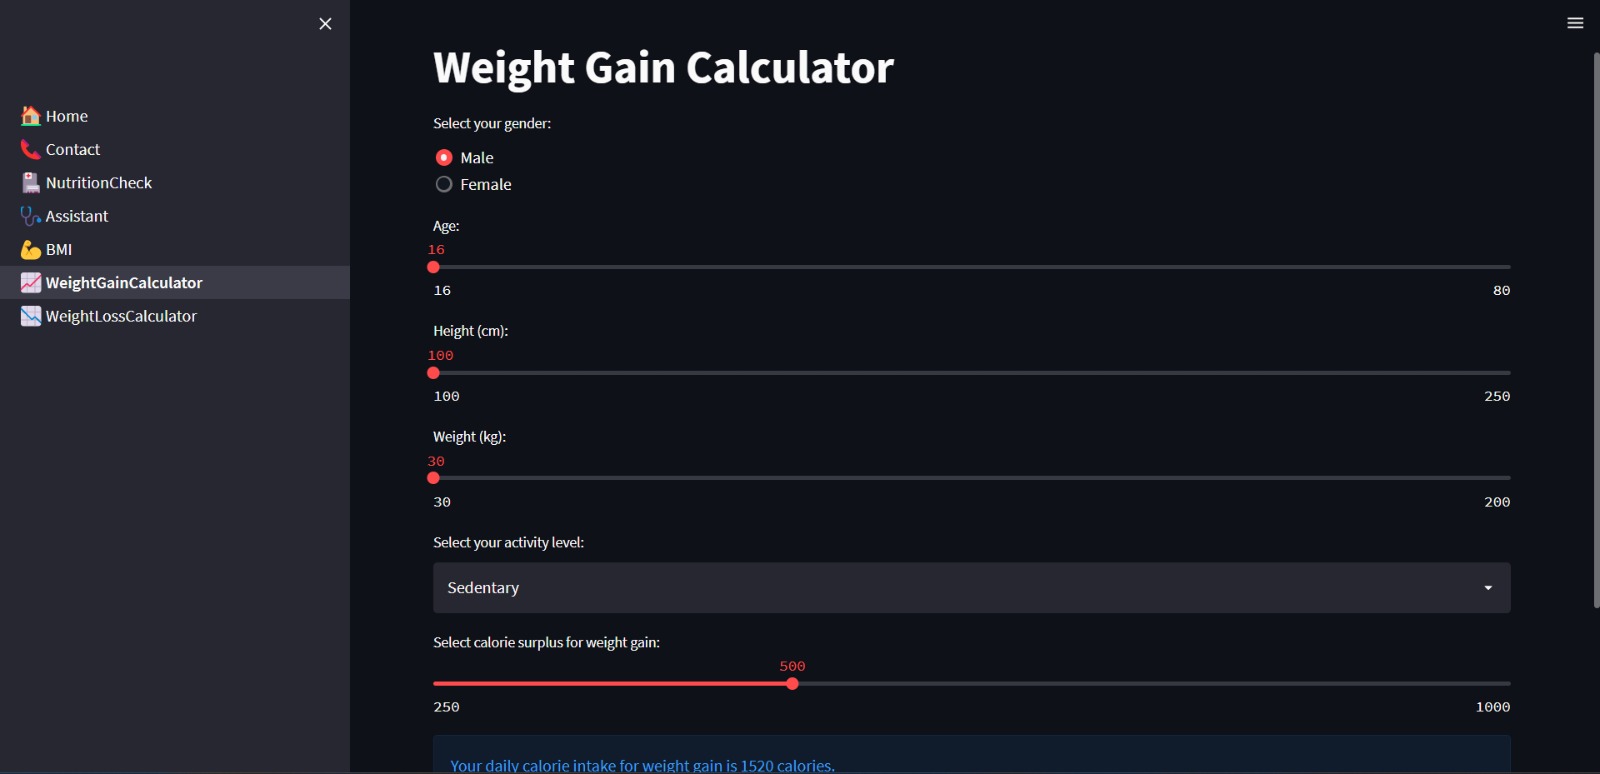 Home
Contact
NutritionCheck
Assistant
BMI
WeightGainCalculator
WeightLossCalculator
Weight Gain Calculator
Select your gender:
Male
Female
Age:
16
16 80
Height (cm):
100
100 250
Weight (kg):
30
30 200
Select your activity level:
Sedentary
Select calorie surplus for weight gain:
500
250 1000
Your daily calorie intake for weight gain is 1520 calories.